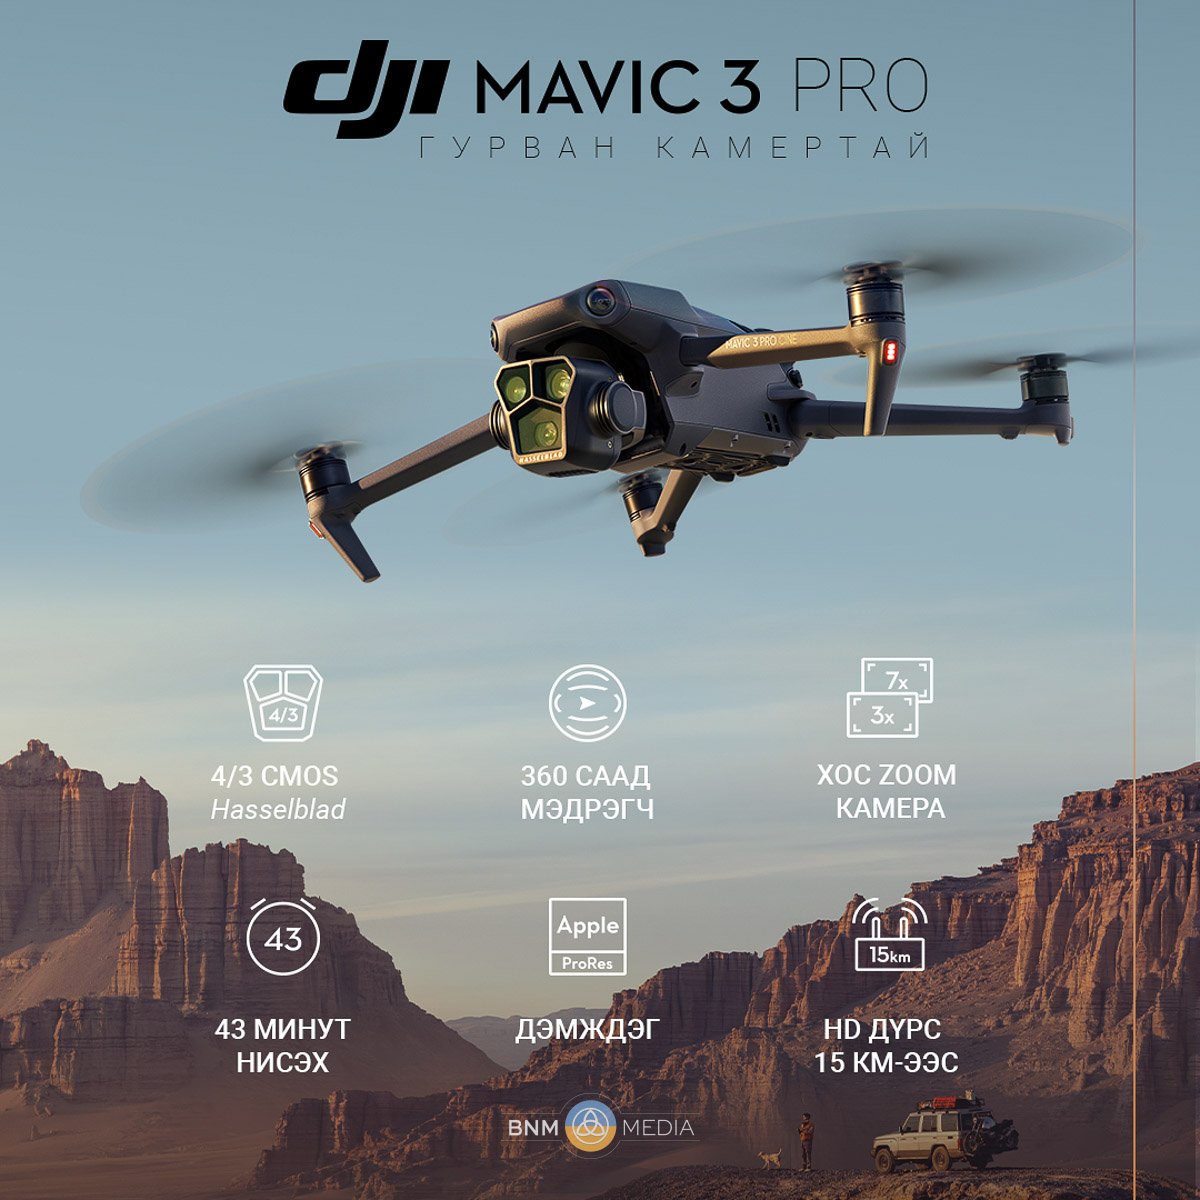 dji MAVIC 3 PRO
ГУРВАН КАМЕРТАЙ
MAVIC 3 PRO CINE
HASSELBLAD
4/3
4/3 CMOS
Hasselblad
360 СААД
МЭДРЭГЧ
7x
3x
ХОС ZOOM
КАМЕРА
43
43 МИНУТ
НИСЭХ
Apple
ProRes
ДЭМЖДЭГ
15km
HD ДҮРС
15 КМ-ЭЭС
BNM MEDIA